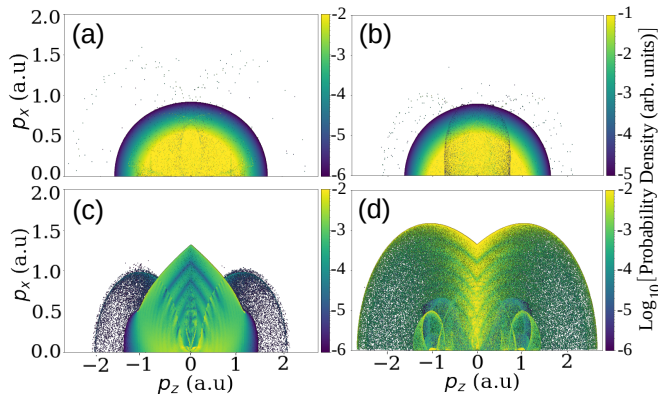 (a)
(b)
(c)
(d)
2.0
1.5
1.0
0.5
0.0
p_x (a.u)
-2
-3
-4
-5
-6
-1
-2
-3
-4
-5
2.0
1.5
1.0
0.5
0.0
p_x (a.u)
-2
-3
-4
-5
-6
-2
-3
-4
-5
-6
−2 −1 0 1 2
p_z (a.u)
−2 −1 0 1 2
p_z (a.u)
Log10[Probability Density (arb. units)]